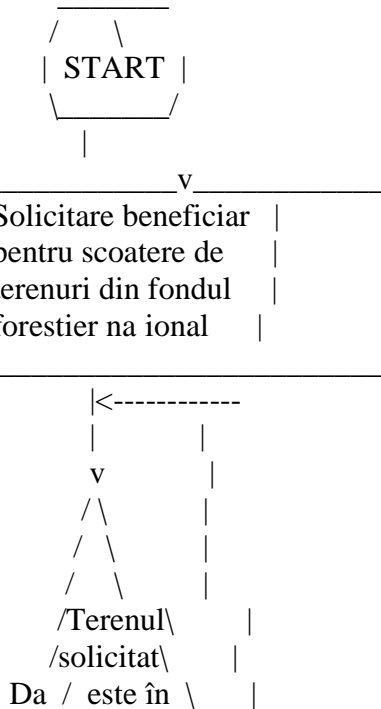 START
v
Solicitare beneficiar
pentru scoatere de
terenuri din fondul
forestier na ional
v
Terenul
solicitat
Da / este în